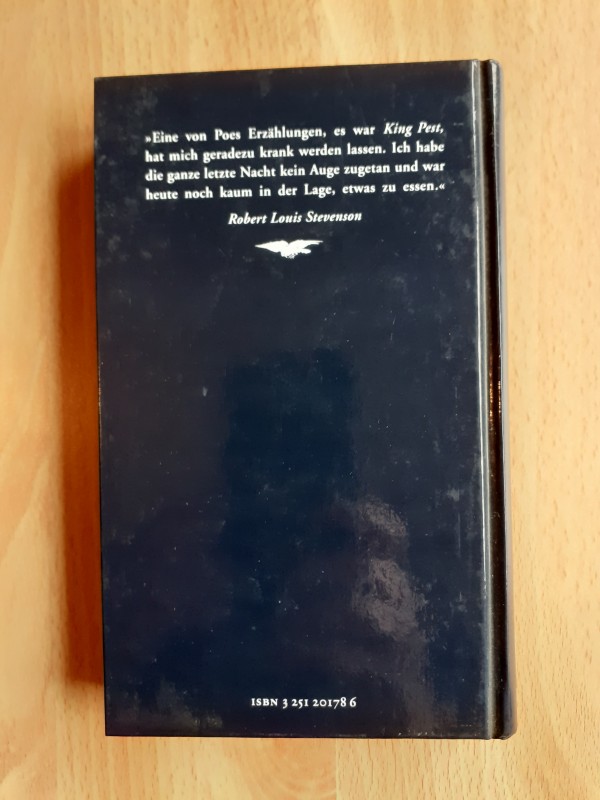 »Eine von Poes Erzählungen, es war King Pest,
hat mich geradezu krank werden lassen. Ich habe
die ganze letzte Nacht kein Auge zugetan und war
heute noch kaum in der Lage, etwas zu essen.«
Robert Louis Stevenson
ISBN 3 251 20178 6